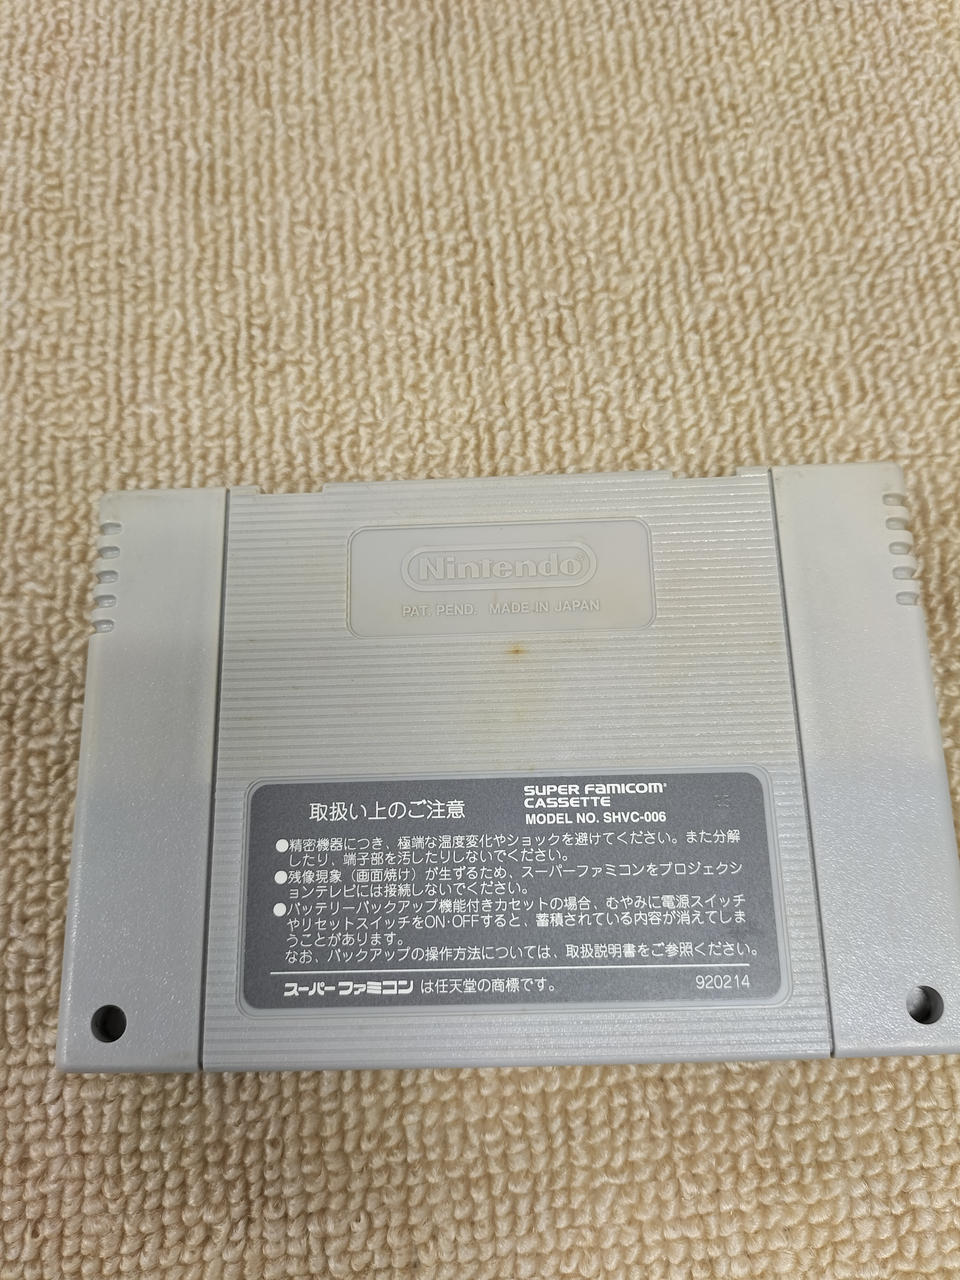 Nintendo®
PAT. PEND. MADE IN JAPAN
取扱い上のご注意
SUPER FAMICOM®
CASSETTE
MODEL NO. SHVC-006
●精密機器につき、極端な温度変化やショックを避けてください。また分解
したり、端子部を汚したりしないでください。
●残像現象（画面焼け）が生ずるため、スーパーファミコンをプロジェクシ
ョンテレビには接続しないでください。
●バッテリーバックアップ機能付きカセットの場合、むやみに電源スイッチ
やリセットスイッチをON・OFFすると、蓄積されている内容が消えてしま
うことがあります。
なお、バックアップの操作方法については、取扱説明書をご参照ください。
スーパーファミコン は任天堂の商標です。
920214